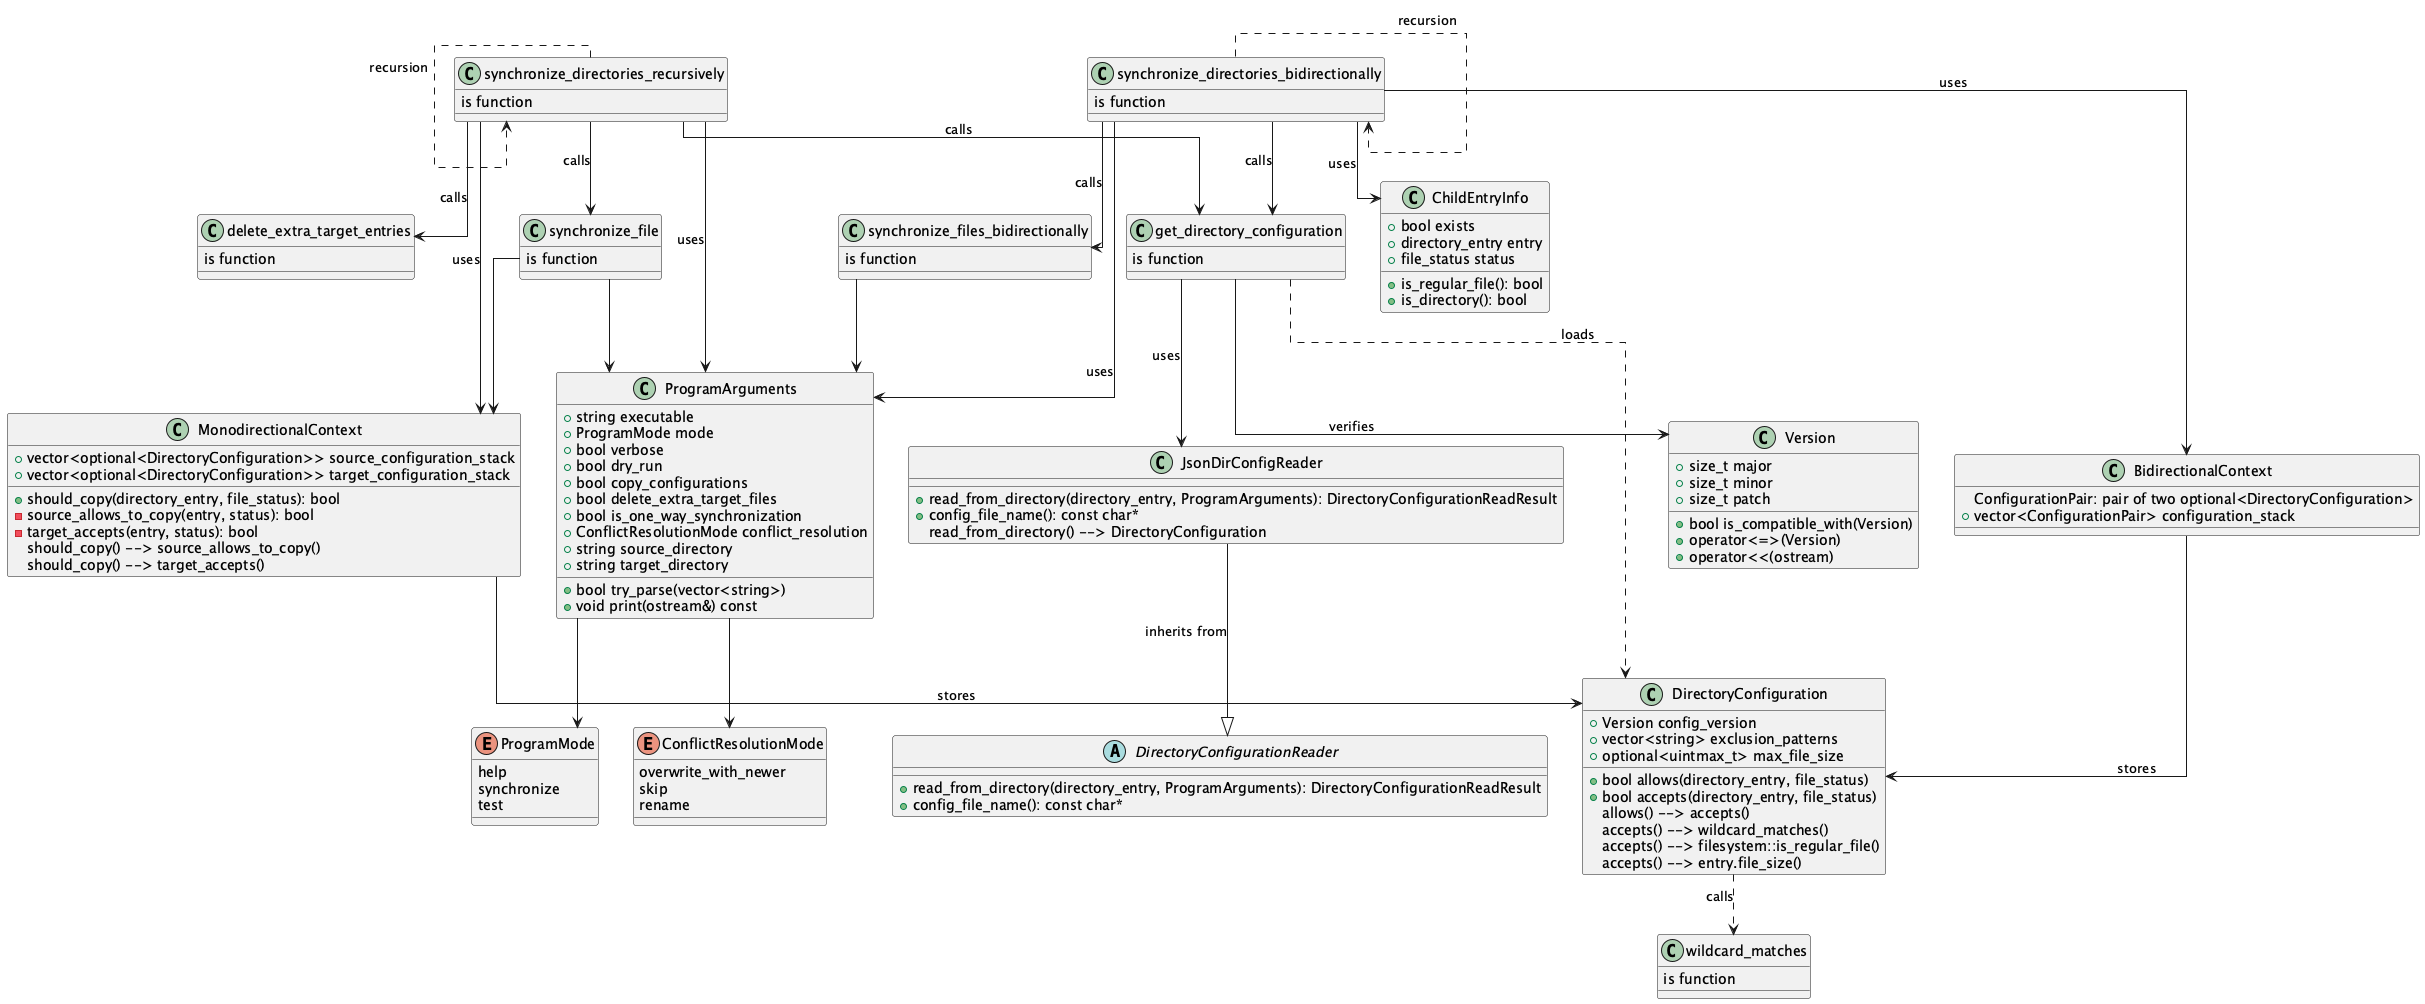 recursion
recursion
C synchronize_directories_recursively
is function
C synchronize_directories_bidirectionally
is function
uses
calls
calls
calls
uses
calls
calls
C delete_extra_target_entries
is function
C synchronize_file
is function
uses
uses
C synchronize_files_bidirectionally
is function
C get_directory_configuration
is function
C ChildEntryInfo
bool exists
directory_entry entry
file_status status
is_regular_file(): bool
is_directory(): bool
loads
uses
uses
verifies
C MonodirectionalContext
vector<optional<DirectoryConfiguration>> source_configuration_stack
vector<optional<DirectoryConfiguration>> target_configuration_stack
should_copy(directory_entry, file_status): bool
source_allows_to_copy(entry, status): bool
target_accepts(entry, status): bool
should_copy() --> source_allows_to_copy()
should_copy() --> target_accepts()
C ProgramArguments
string executable
ProgramMode mode
bool verbose
bool dry_run
bool copy_configurations
bool delete_extra_target_files
bool is_one_way_synchronization
ConflictResolutionMode conflict_resolution
string source_directory
string target_directory
bool try_parse(vector<string>)
void print(ostream&) const
C JsonDirConfigReader
read_from_directory(directory_entry, ProgramArguments): DirectoryConfigurationReadResult
config_file_name(): const char*
read_from_directory() --> DirectoryConfiguration
C Version
size_t major
size_t minor
size_t patch
bool is_compatible_with(Version)
operator<=>(Version)
operator<<(ostream)
C BidirectionalContext
ConfigurationPair: pair of two optional<DirectoryConfiguration>
vector<ConfigurationPair> configuration_stack
inherits from
stores
stores
E ProgramMode
help
synchronize
test
E ConflictResolutionMode
overwrite_with_newer
skip
rename
A DirectoryConfigurationReader
read_from_directory(directory_entry, ProgramArguments): DirectoryConfigurationReadResult
config_file_name(): const char*
C DirectoryConfiguration
Version config_version
vector<string> exclusion_patterns
optional<uintmax_t> max_file_size
bool allows(directory_entry, file_status)
bool accepts(directory_entry, file_status)
allows() --> accepts()
accepts() --> wildcard_matches()
accepts() --> filesystem::is_regular_file()
accepts() --> entry.file_size()
calls
C wildcard_matches
is function